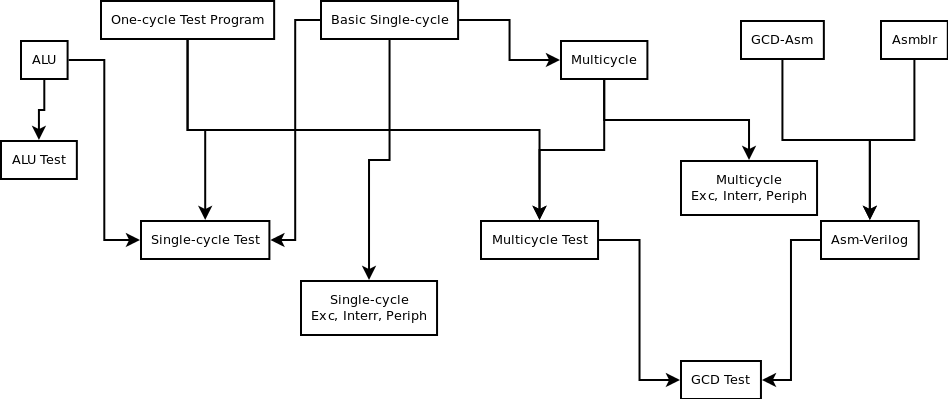 One-cycle Test Program
Basic Single-cycle
GCD-Asm
Asmblr
ALU
Multicycle
ALU Test
Multicycle
Exc, Interr, Periph
Single-cycle Test
Multicycle Test
Asm-Verilog
Single-cycle
Exc, Interr, Periph
GCD Test